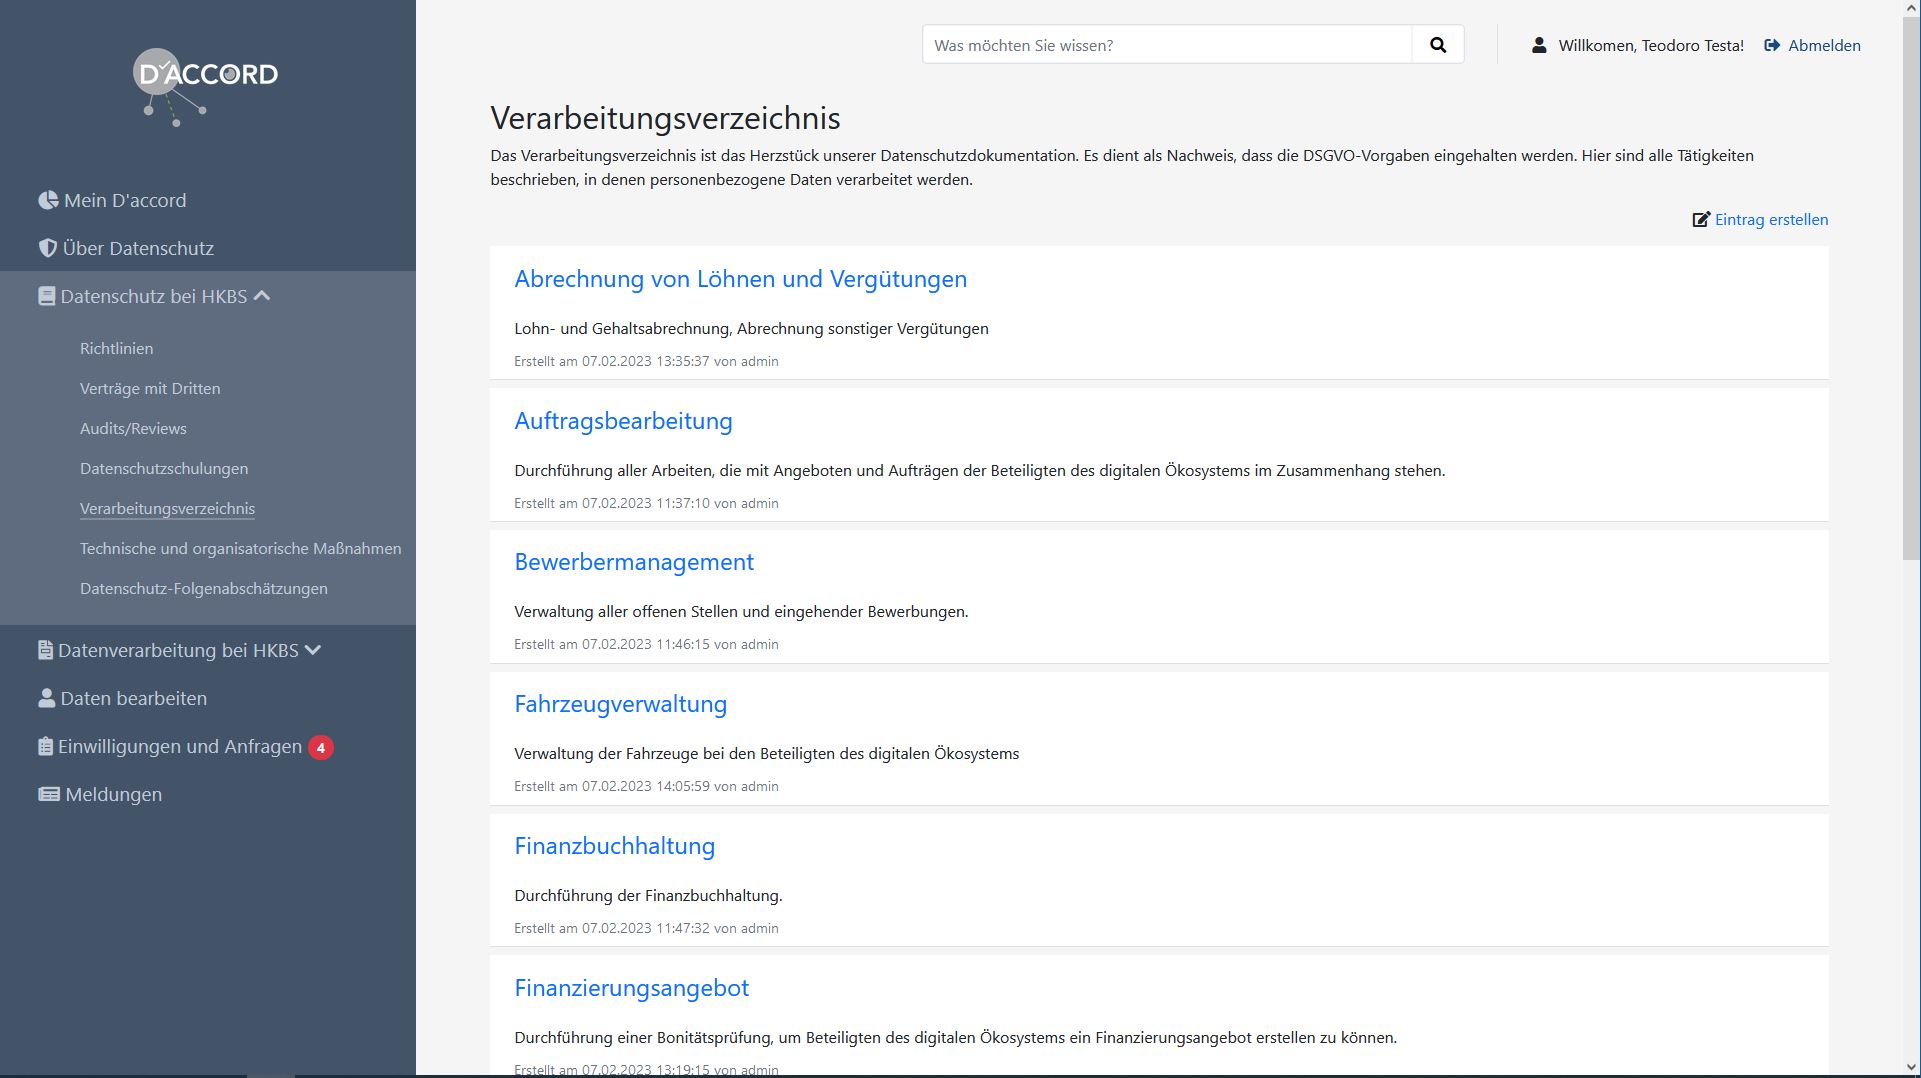 D'ACCORD
Was möchten Sie wissen?
Willkomen, Teodoro Testa!
Abmelden
Mein D'accord
Über Datenschutz
Datenschutz bei HKBS
Richtlinien
Verträge mit Dritten
Audits/Reviews
Datenschutzschulungen
Verarbeitungsverzeichnis
Technische und organisatorische Maßnahmen
Datenschutz-Folgenabschätzungen
Datenverarbeitung bei HKBS
Daten bearbeiten
Einwilligungen und Anfragen 4
Meldungen
Verarbeitungsverzeichnis
Das Verarbeitungsverzeichnis ist das Herzstück unserer Datenschutzdokumentation. Es dient als Nachweis, dass die DSGVO-Vorgaben eingehalten werden. Hier sind alle Tätigkeiten
beschrieben, in denen personenbezogene Daten verarbeitet werden.
Eintrag erstellen
Abrechnung von Löhnen und Vergütungen
Lohn- und Gehaltsabrechnung, Abrechnung sonstiger Vergütungen
Erstellt am 07.02.2023 13:35:37 von admin
Auftragsbearbeitung
Durchführung aller Arbeiten, die mit Angeboten und Aufträgen der Beteiligten des digitalen Ökosystems im Zusammenhang stehen.
Erstellt am 07.02.2023 11:37:10 von admin
Bewerbermanagement
Verwaltung aller offenen Stellen und eingehender Bewerbungen.
Erstellt am 07.02.2023 11:46:15 von admin
Fahrzeugverwaltung
Verwaltung der Fahrzeuge bei den Beteiligten des digitalen Ökosystems
Erstellt am 07.02.2023 14:05:59 von admin
Finanzbuchhaltung
Durchführung der Finanzbuchhaltung.
Erstellt am 07.02.2023 11:47:32 von admin
Finanzierungsangebot
Durchführung einer Bonitätsprüfung, um Beteiligten des digitalen Ökosystems ein Finanzierungsangebot erstellen zu können.
Erstellt am 07.02.2023 13:19:15 von admin